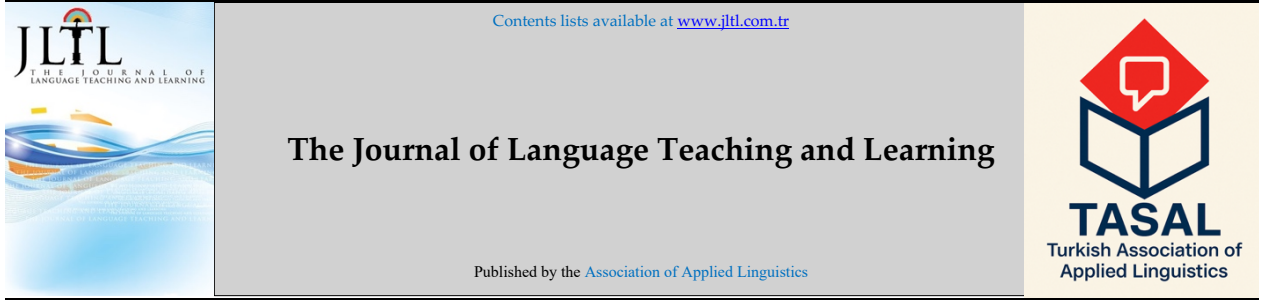 JLTL
THE JOURNAL OF
LANGUAGE TEACHING AND LEARNING
Contents lists available at www.jltl.com.tr
The Journal of Language Teaching and Learning
Published by the Association of Applied Linguistics
TASAL
Turkish Association of
Applied Linguistics